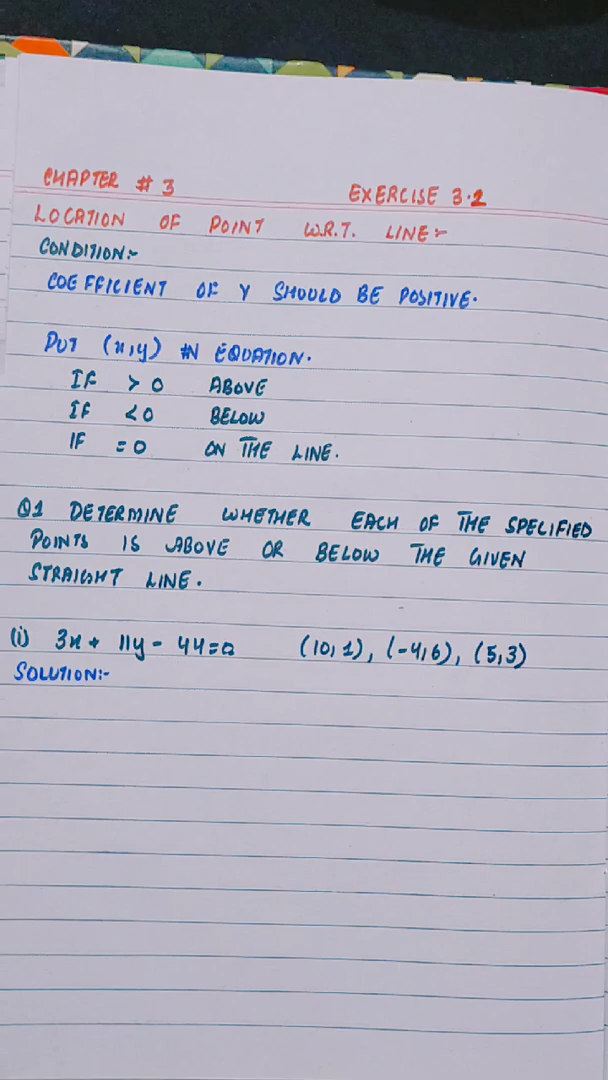 CHAPTER # 3 EXERCISE 3.2
LOCATION OF POINT W.R.T. LINE:-
CONDITION:-
COEFFICIENT OF Y SHOULD BE POSITIVE.
PUT (x,y) IN EQUATION.
IF > 0 ABOVE
IF < 0 BELOW
IF = 0 ON THE LINE.
Q1 DETERMINE WHETHER EACH OF THE SPECIFIED
POINTS IS ABOVE OR BELOW THE GIVEN
STRAIGHT LINE.
(i) 3x + 11y - 44=0 (10,1), (-4,6), (5,3)
SOLUTION:-